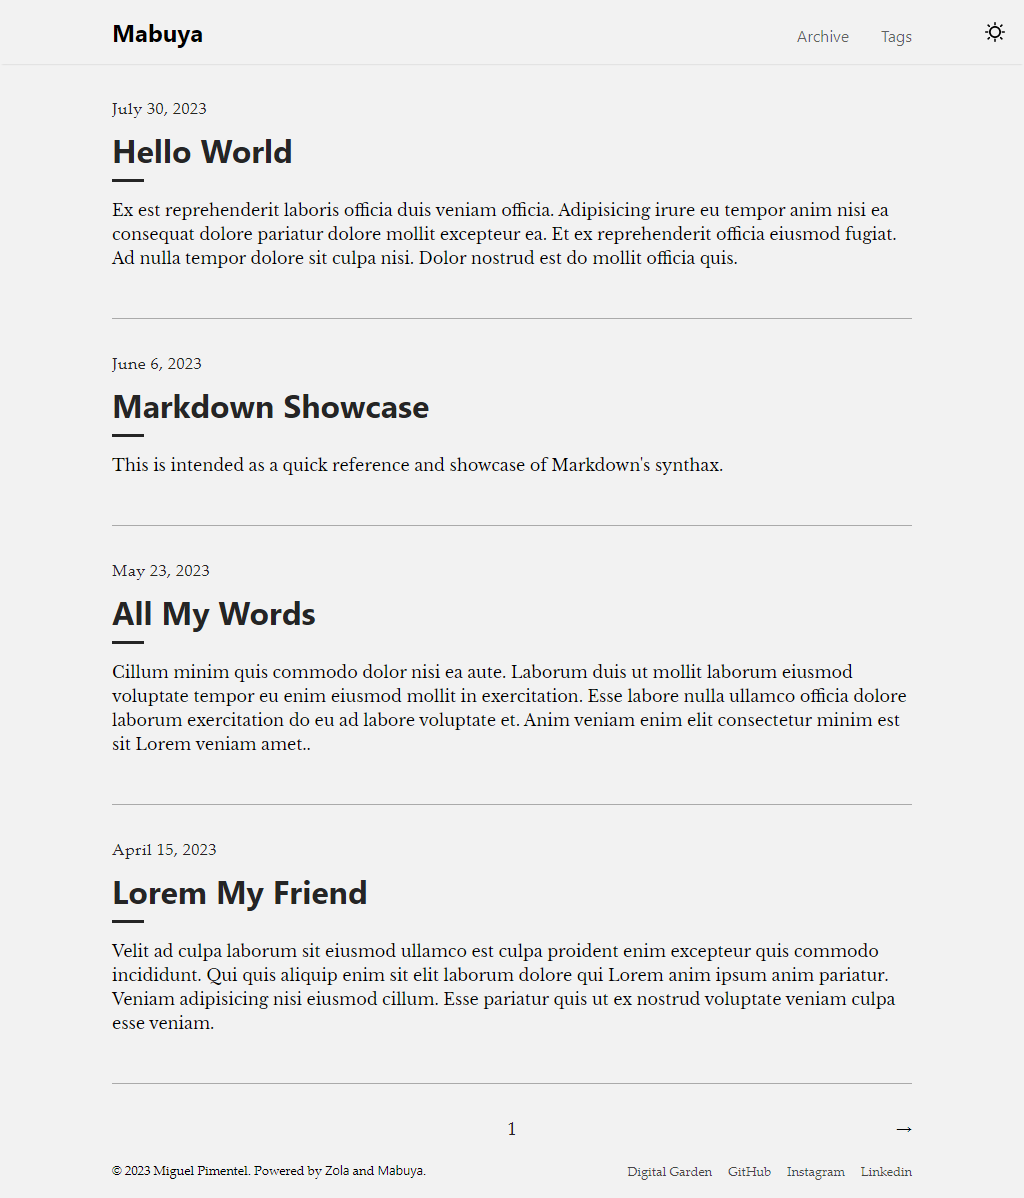 Mabuya
Archive Tags
July 30, 2023
Hello World
Ex est reprehenderit laboris officia duis veniam officia. Adipisicing irure eu tempor anim nisi ea
consequat dolore pariatur dolore mollit excepteur ea. Et ex reprehenderit officia eiusmod fugiat.
Ad nulla tempor dolore sit culpa nisi. Dolor nostrud est do mollit officia quis.
June 6, 2023
Markdown Showcase
This is intended as a quick reference and showcase of Markdown's synthax.
May 23, 2023
All My Words
Cillum minim quis commodo dolor nisi ea aute. Laborum duis ut mollit laborum eiusmod
voluptate tempor eu enim eiusmod mollit in exercitation. Esse labore nulla ullamco officia dolore
laborum exercitation do eu ad labore voluptate et. Anim veniam enim elit consectetur minim est
sit Lorem veniam amet..
April 15, 2023
Lorem My Friend
Velit ad culpa laborum sit eiusmod ullamco est culpa proident enim excepteur quis commodo
incididunt. Qui quis aliquip enim sit elit laborum dolore qui Lorem anim ipsum anim pariatur.
Veniam adipisicing nisi eiusmod cillum. Esse pariatur quis ut ex nostrud voluptate veniam culpa
esse veniam.
1 →
© 2023 Miguel Pimentel. Powered by Zola and Mabuya. Digital Garden GitHub Instagram Linkedin